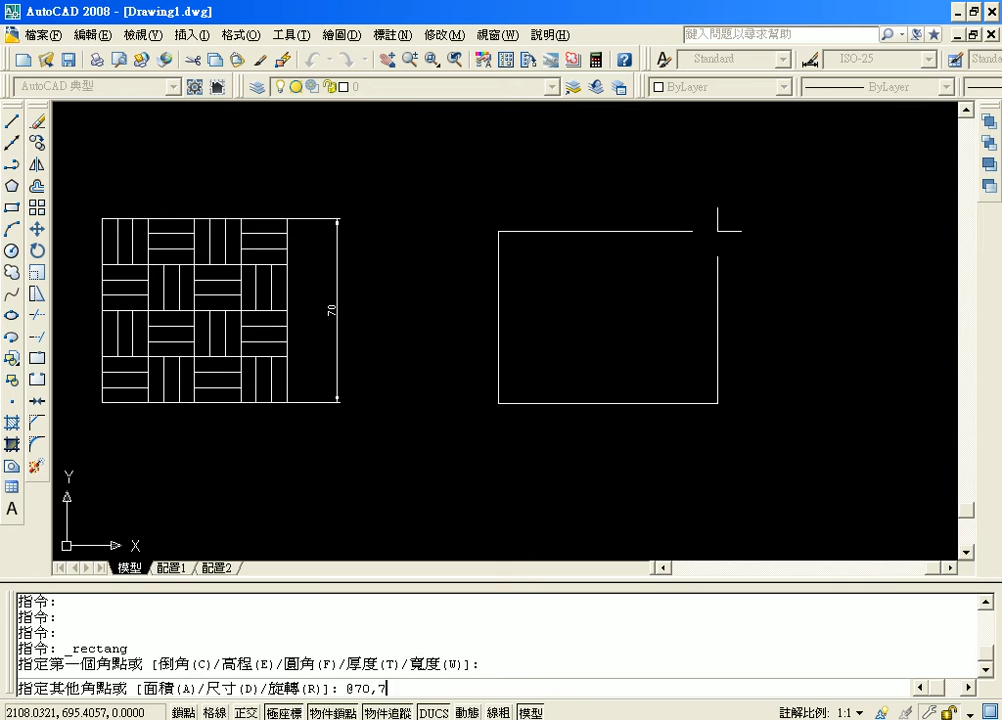 AutoCAD 2008 - [Drawing1.dwg]
檔案(F) 編輯(E) 檢視(V) 插入(I) 格式(O) 工具(T) 繪圖(D) 標註(N) 修改(M) 視窗(W) 說明(H) 鍵入問題以尋求幫助
Standard ISO-25 Standa
AutoCAD 典型 0 ByLayer ByLayer
70
Y
X
A
模型 配置1 配置2
指令:
指令:
指令:
指令: _rectang
指定第一個角點或 [倒角(C)/高程(E)/圓角(F)/厚度(T)/寬度(W)]:
指定其他角點或 [面積(A)/尺寸(D)/旋轉(R)]: @70,7
2108.0321, 695.4057, 0.0000 鎖點 格線 正交 極座標 物件鎖點 物件追蹤 DUCS 動態 線粗 模型 註解比例: 1:1